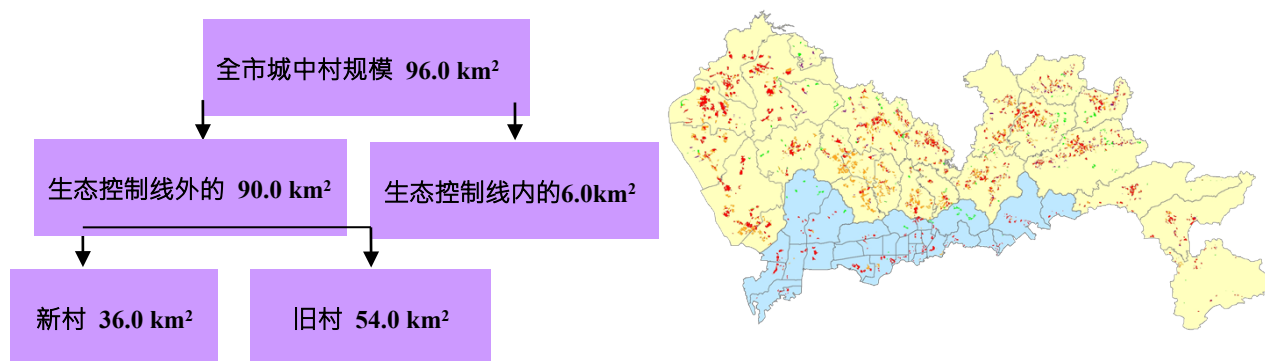 全市城中村规模 96.0 km²
生态控制线外的 90.0 km²
生态控制线内的6.0km²
新村 36.0 km²
旧村 54.0 km²